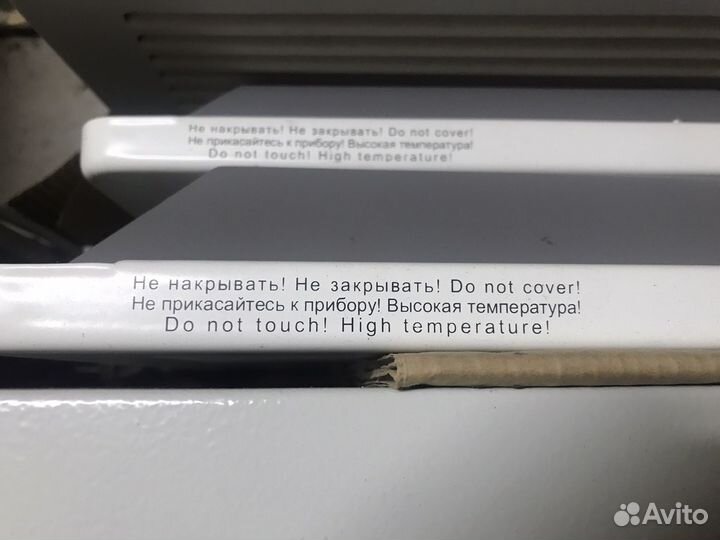 Не накрывать! Не закрывать! Do not cover!
Не прикасайтесь к прибору! Высокая температура!
Do not touch! High temperature!
Не накрывать! Не закрывать! Do not cover!
Не прикасайтесь к прибору! Высокая температура!
Do not touch! High temperature!
Avito